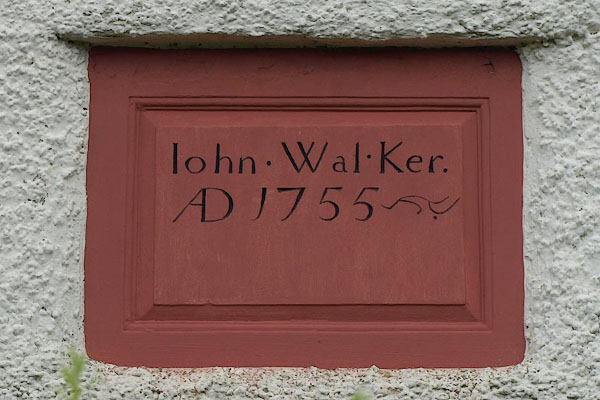 Iohn · Wal · Ker.
AD 1755